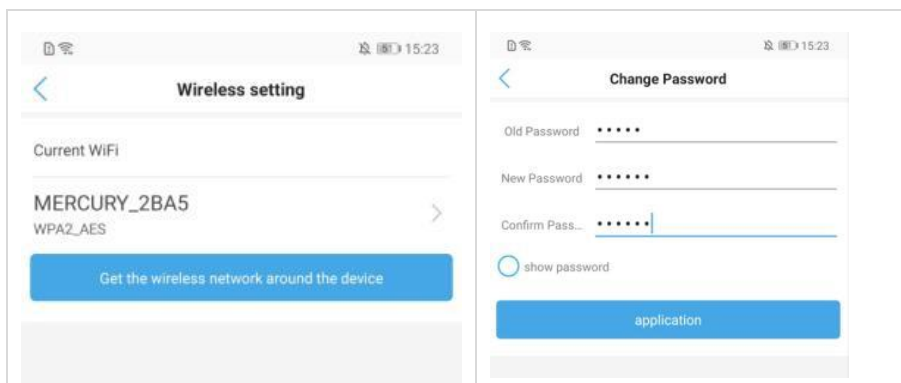 15:23
Wireless setting
Current WiFi
MERCURY_2BA5
WPA2_AES
Get the wireless network around the device
15:23
Change Password
Old Password •••••
New Password ••••••
Confirm Pass... ••••••
show password
application